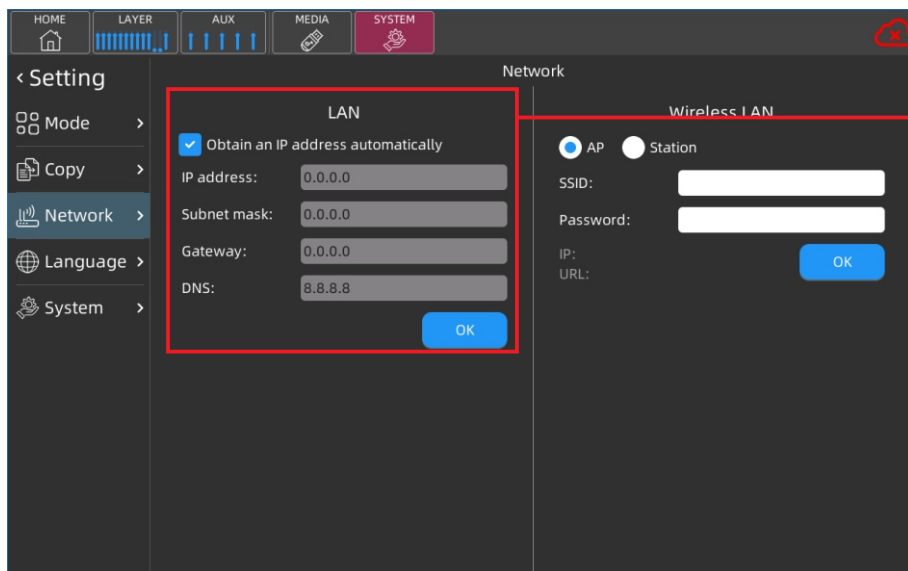 HOME LAYER AUX MEDIA SYSTEM
‹ Setting
Mode
Copy
Network
Language
System
Network
LAN
Obtain an IP address automatically
IP address: 0.0.0.0
Subnet mask: 0.0.0.0
Gateway: 0.0.0.0
DNS: 8.8.8.8
OK
Wireless LAN
AP Station
SSID:
Password:
IP:
URL:
OK